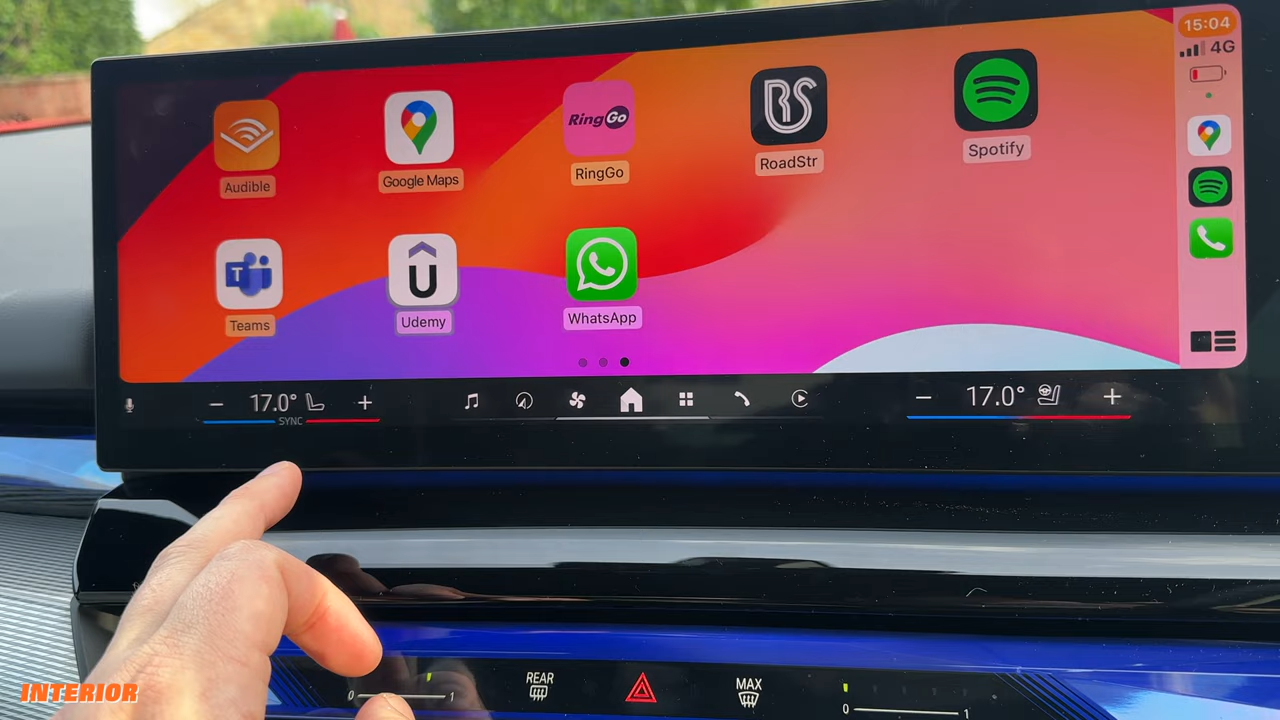 15:04
4G
RingGo
RS
Audible
Google Maps
RingGo
RoadStr
Spotify
T
U
Teams
Udemy
WhatsApp
− 17.0° +
SYNC
− 17.0° +
REAR
MAX
0 1
0 1
INTERIOR